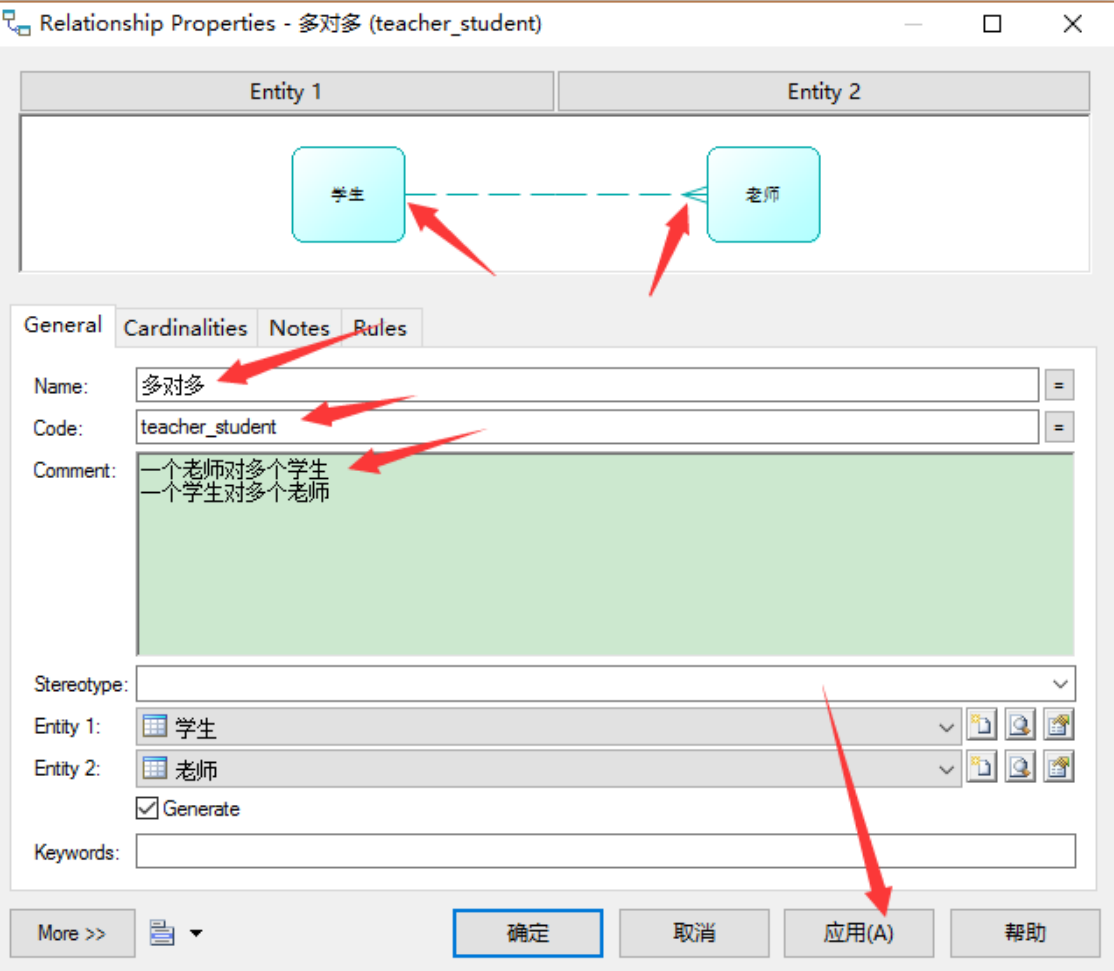 Relationship Properties - 多对多 (teacher_student)
Entity 1
Entity 2
学生
老师
General
Cardinalities
Notes
Rules
Name:
多对多
=
Code:
teacher_student
=
Comment:
一个老师对多个学生
一个学生对多个老师
Stereotype:
Entity 1:
学生
Entity 2:
老师
Generate
Keywords:
More >>
确定
取消
应用(A)
帮助